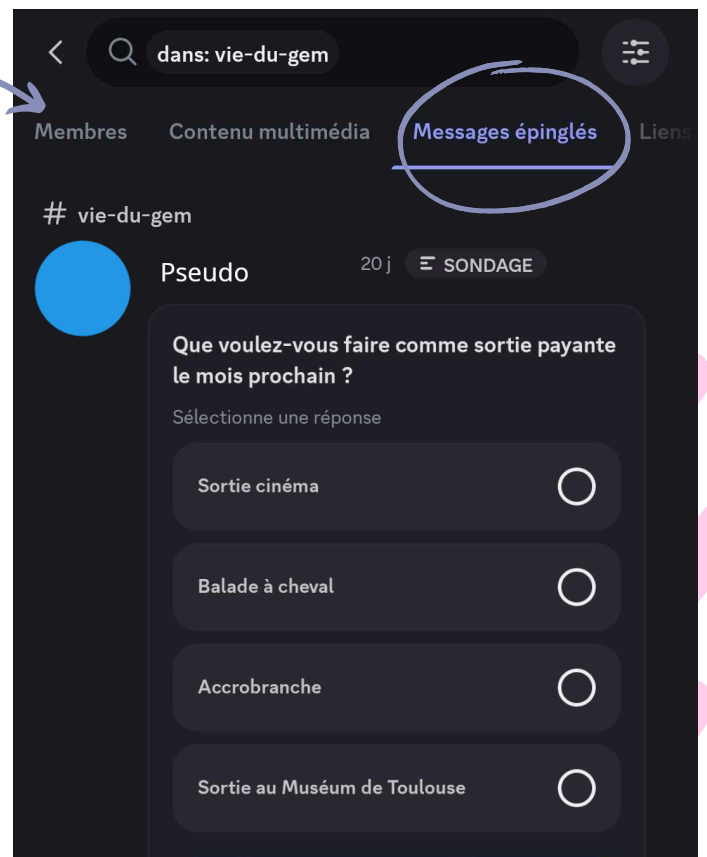 dans: vie-du-gem
Membres Contenu multimédia Messages épinglés Liens
# vie-du-gem
Pseudo 20 j SONDAGE
Que voulez-vous faire comme sortie payante
le mois prochain ?
Sélectionne une réponse
Sortie cinéma
Balade à cheval
Accrobranche
Sortie au Muséum de Toulouse